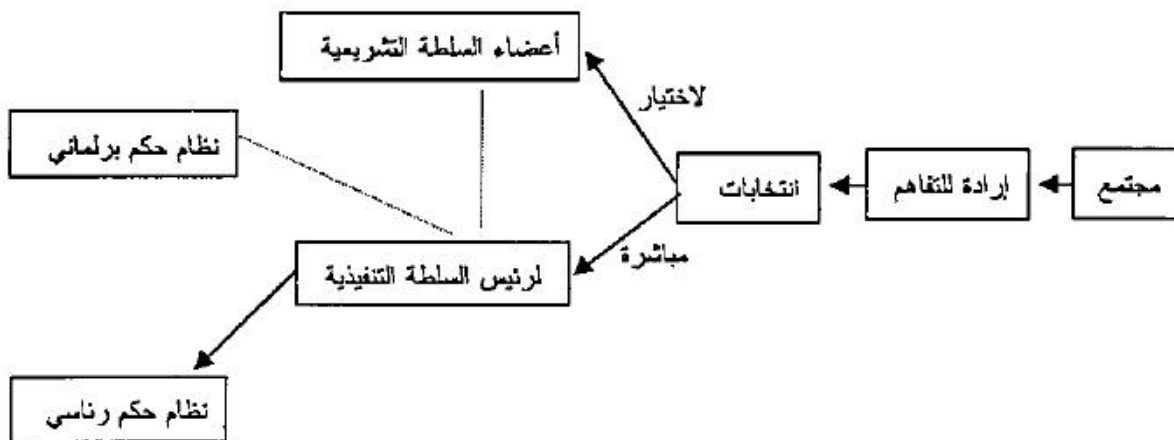 أعضاء السلطة التشريعية
لاختيار
نظام حكم برلماني
مجتمع
إرادة للتفاهم
انتخابات
مباشرة
لرئيس السلطة التنفيذية
نظام حكم رئاسي